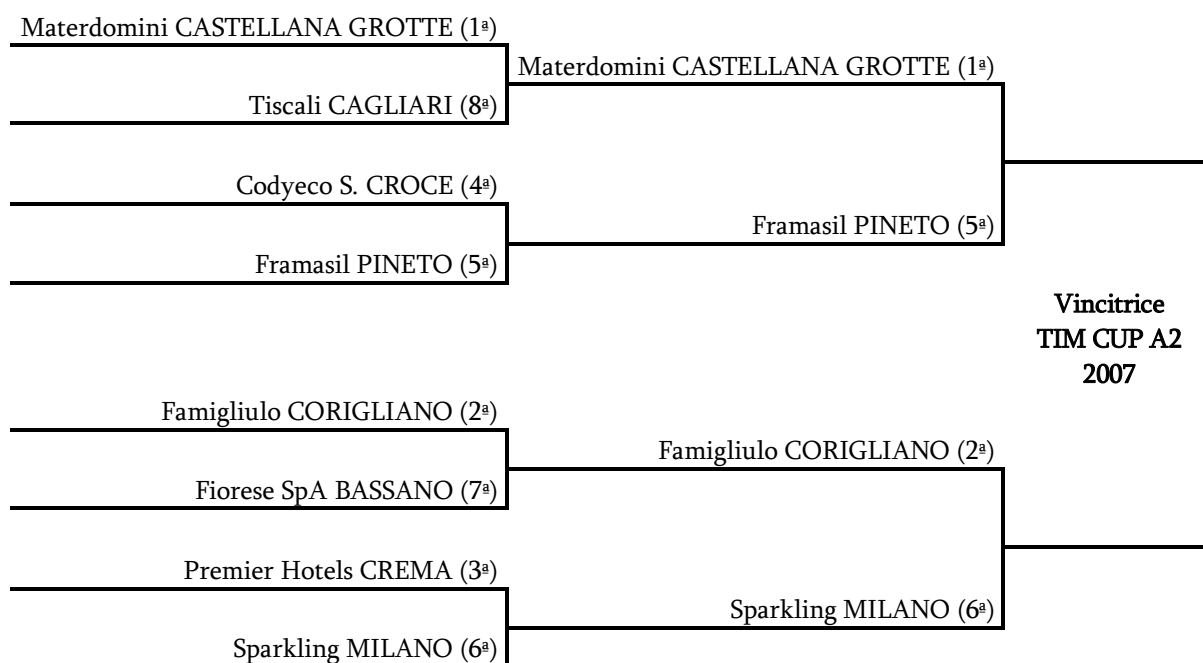 Materdomini CASTELLANA GROTTE (1ª)
Materdomini CASTELLANA GROTTE (1ª)
Tiscali CAGLIARI (8ª)
Codyeco S. CROCE (4ª)
Framasil PINETO (5ª)
Framasil PINETO (5ª)
Vincitrice
TIM CUP A2
2007
Famigliulo CORIGLIANO (2ª)
Famigliulo CORIGLIANO (2ª)
Fiorese SpA BASSANO (7ª)
Premier Hotels CREMA (3ª)
Sparkling MILANO (6ª)
Sparkling MILANO (6ª)